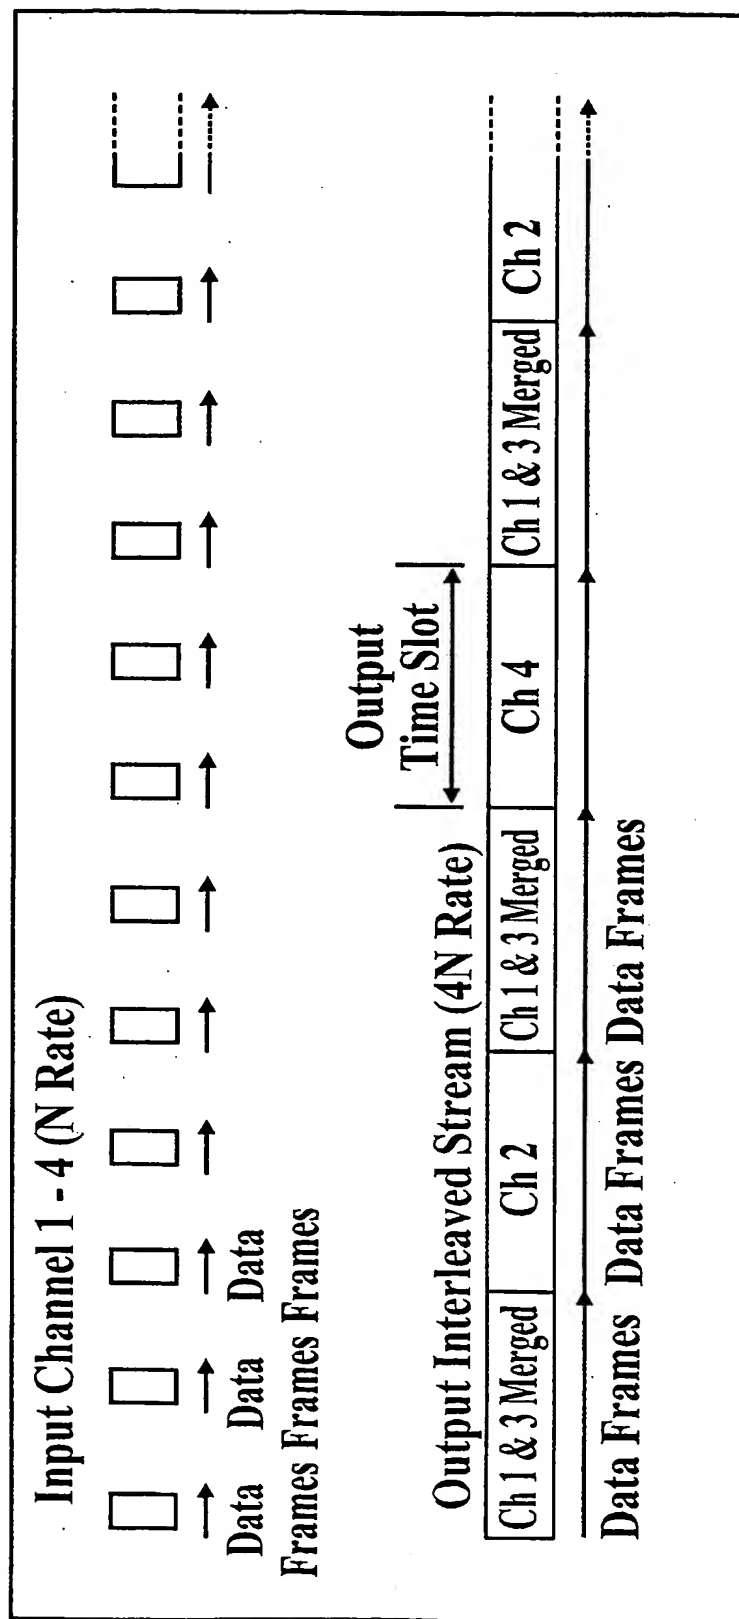 Input Channel 1 - 4 (N Rate)
Data Data Data
Frames Frames Frames
Output
Time Slot
Output Interleaved Stream (4N Rate)
Ch 1 & 3 Merged Ch 2 Ch 1 & 3 Merged Ch 4 Ch 1 & 3 Merged Ch 2
Data Frames Data Frames Data Frames